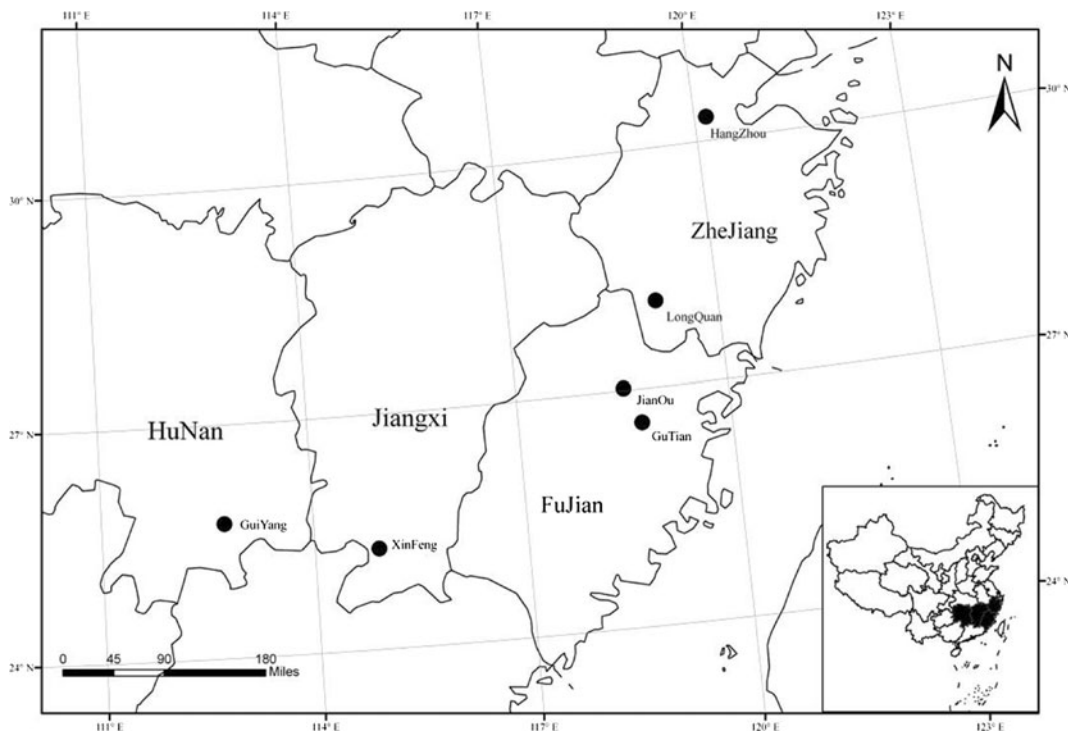 111° E
114° E
117° E
120° E
123° E
N
30° N
HangZhou
30° N
ZheJiang
LongQuan
27° N
JianOu
Jiangxi
HuNan
27° N
GuTian
FuJian
GuiYang
XinFeng
24° N
0 45 90 180
Miles
24° N
111° E
114° E
117° E
120° E
123° E